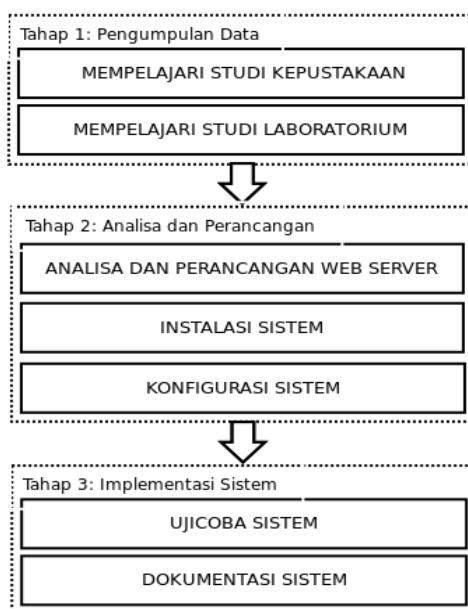 Tahap 1: Pengumpulan Data
MEMPELAJARI STUDI KEPUSTAKAAN
MEMPELAJARI STUDI LABORATORIUM
Tahap 2: Analisa dan Perancangan
ANALISA DAN PERANCANGAN WEB SERVER
INSTALASI SISTEM
KONFIGURASI SISTEM
Tahap 3: Implementasi Sistem
UJICOBA SISTEM
DOKUMENTASI SISTEM